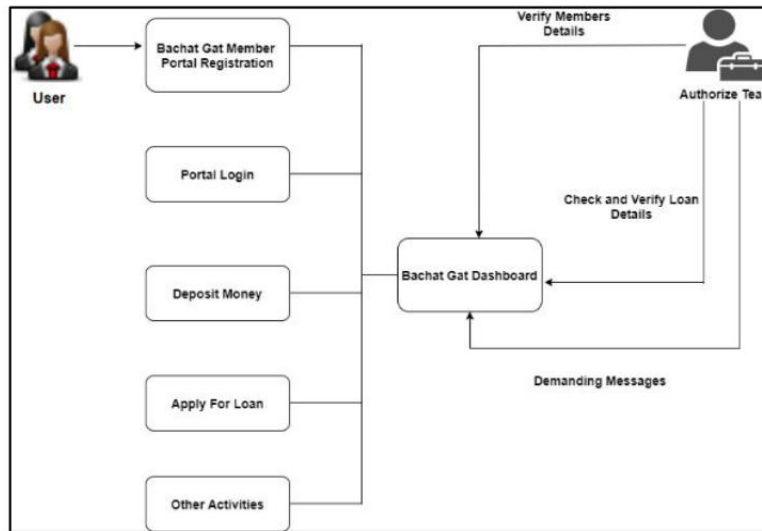 Verify Members
Details
Bachat Gat Member
Portal Registration
User
Authorize Tea
Portal Login
Check and Verify Loan
Details
Bachat Gat Dashboard
Deposit Money
Demanding Messages
Apply For Loan
Other Activities